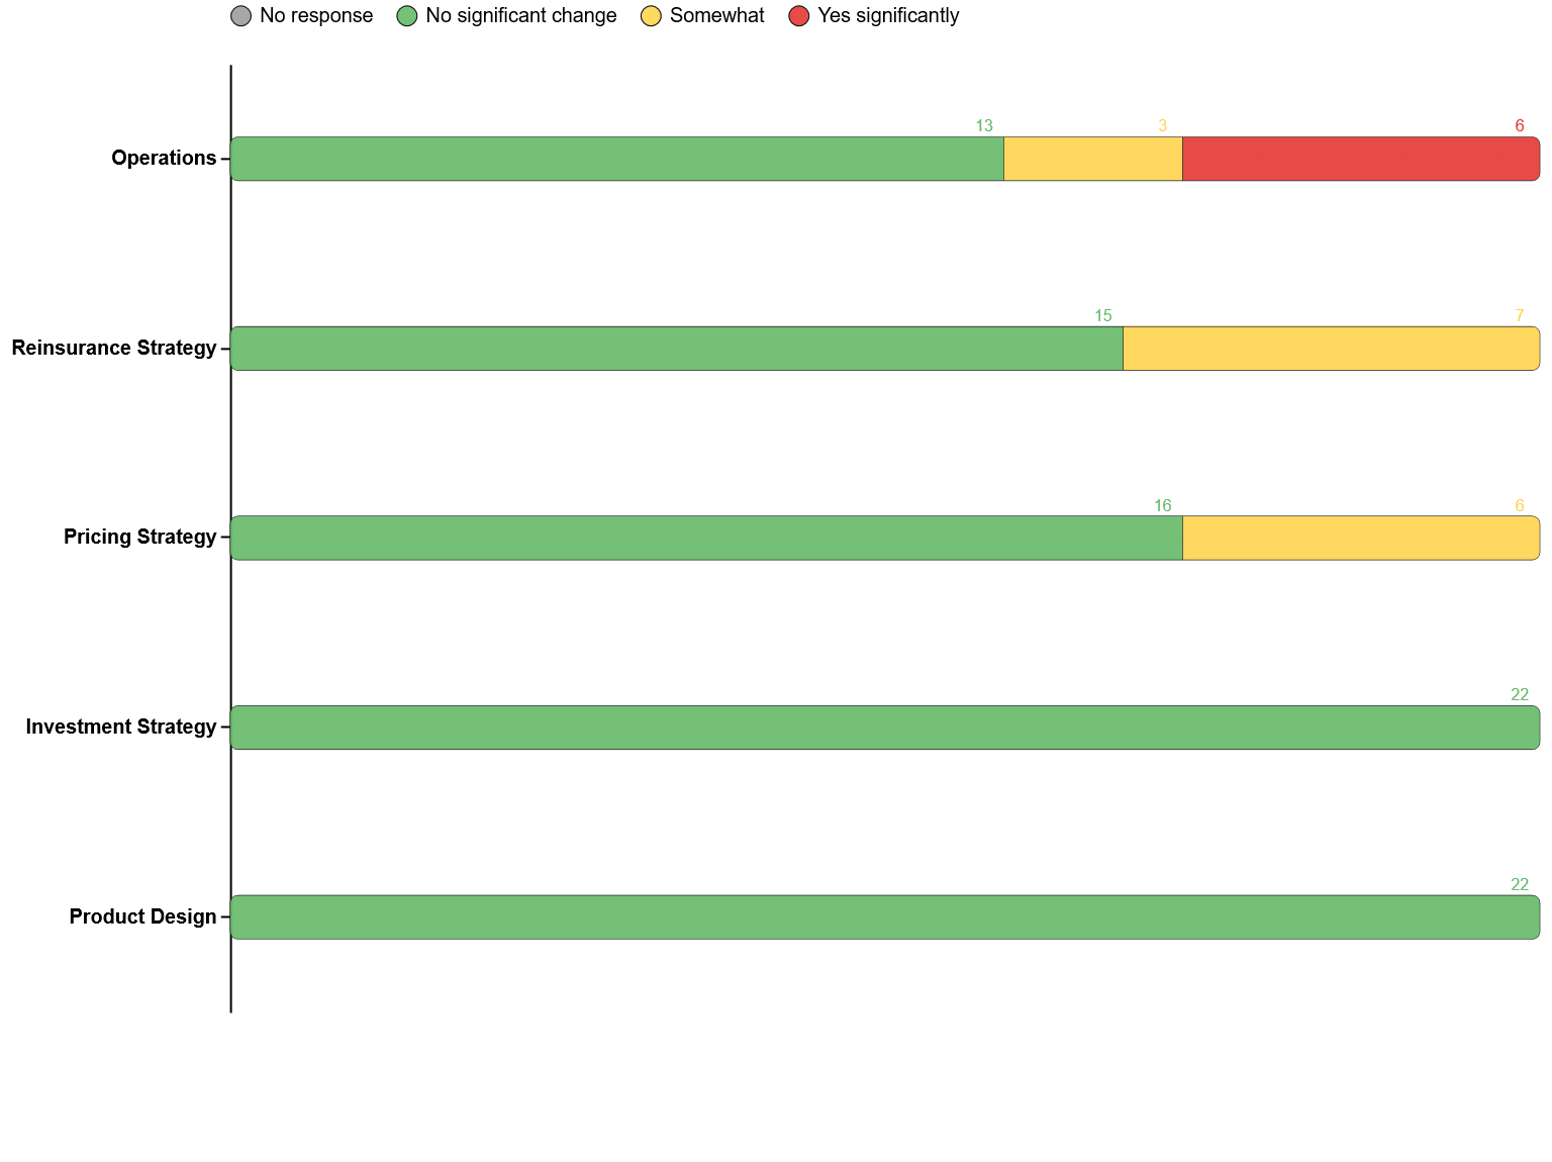 No response No significant change Somewhat Yes significantly
13 3 6
Operations
15 7
Reinsurance Strategy
16 6
Pricing Strategy
22
Investment Strategy
22
Product Design